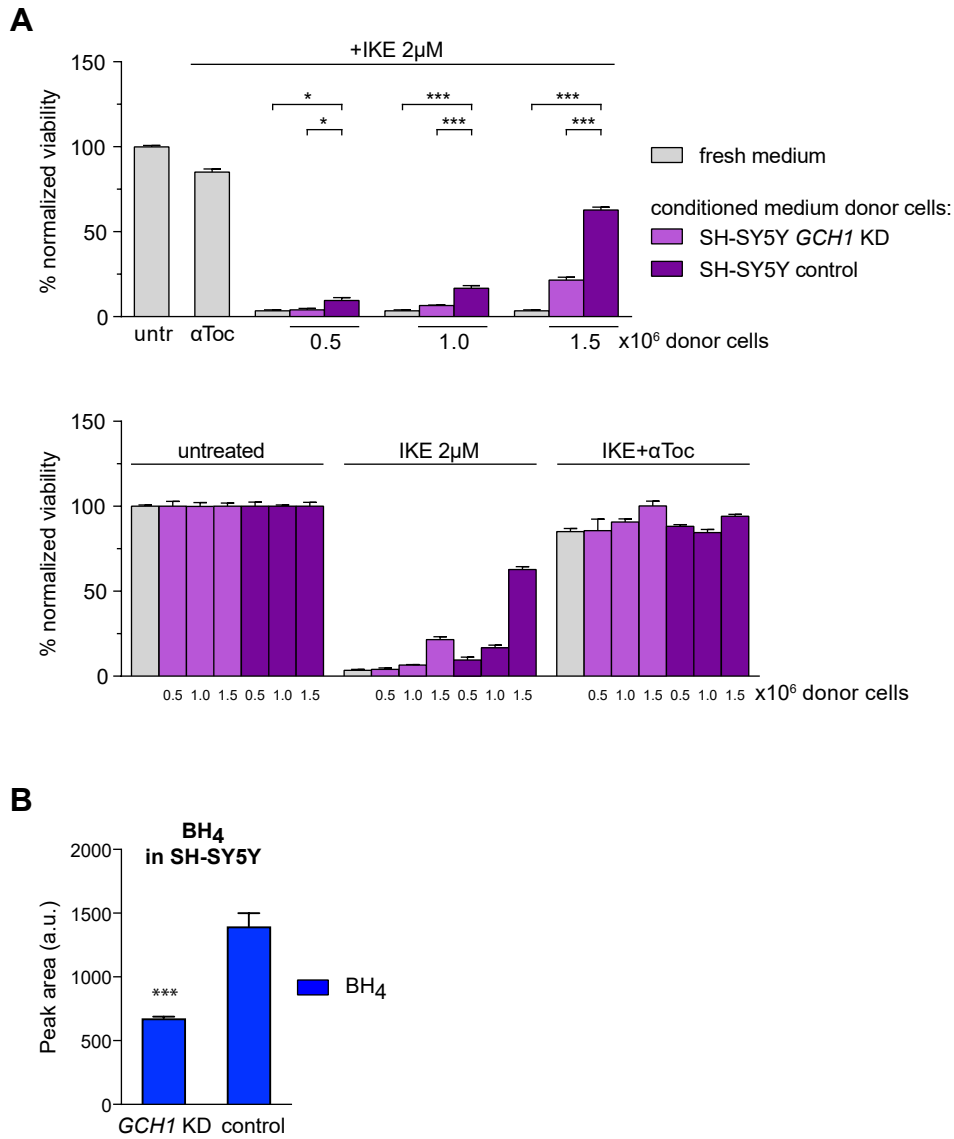 A
+IKE 2µM
150
100
50
0
% normalized viability
* *** ***
* *** ***
untr αToc
0.5 1.0 1.5 x10⁶ donor cells
fresh medium
conditioned medium donor cells:
SH-SY5Y GCH1 KD
SH-SY5Y control
150
100
50
0
% normalized viability
untreated IKE 2µM IKE+αToc
0.5 1.0 1.5 0.5 1.0 1.5 0.5 1.0 1.5 0.5 1.0 1.5 0.5 1.0 1.5 0.5 1.0 1.5 x10⁶ donor cells
B
BH₄
in SH-SY5Y
2000
1500
1000
500
0
Peak area (a.u.)
***
BH₄
GCH1 KD control